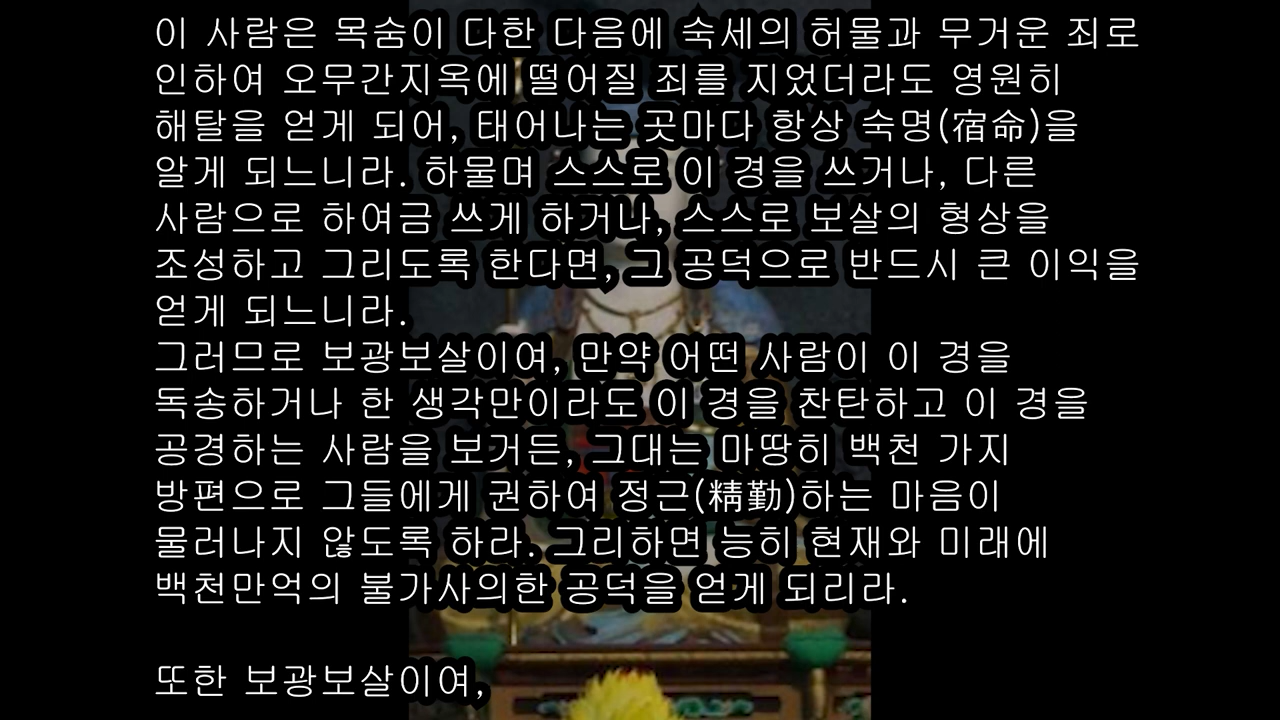 이 사람은 목숨이 다한 다음에 숙세의 허물과 무거운 죄로
인하여 오무간지옥에 떨어질 죄를 지었더라도 영원히
해탈을 얻게 되어, 태어나는 곳마다 항상 숙명(宿命)을
알게 되느니라. 하물며 스스로 이 경을 쓰거나, 다른
사람으로 하여금 쓰게 하거나, 스스로 보살의 형상을
조성하고 그리도록 한다면, 그 공덕으로 반드시 큰 이익을
얻게 되느니라.
그러므로 보광보살이여, 만약 어떤 사람이 이 경을
독송하거나 한 생각만이라도 이 경을 찬탄하고 이 경을
공경하는 사람을 보거든, 그대는 마땅히 백천 가지
방편으로 그들에게 권하여 정근(精勤)하는 마음이
물러나지 않도록 하라. 그리하면 능히 현재와 미래에
백천만억의 불가사의한 공덕을 얻게 되리라.
또한 보광보살이여,